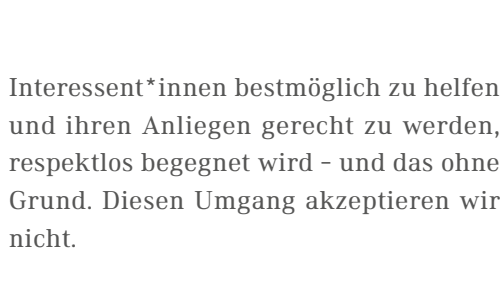 Interessent*innen bestmöglich zu helfen
und ihren Anliegen gerecht zu werden,
respektlos begegnet wird – und das ohne
Grund. Diesen Umgang akzeptieren wir
nicht.